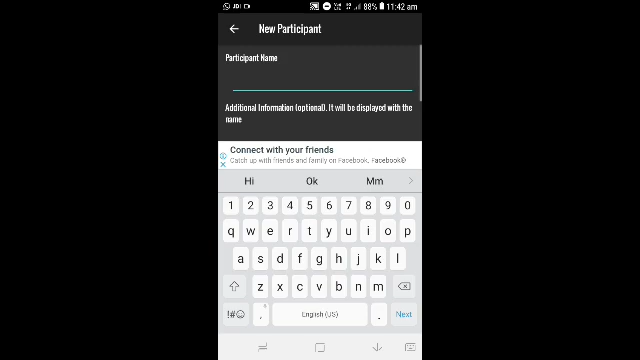 JDI 88% 11:42 am
New Participant
Participant Name
Additional Information (optional). It will be displayed with the
name
Connect with your friends
Catch up with friends and family on Facebook. Facebook®
Hi Ok Mm
1 2 3 4 5 6 7 8 9 0
q w e r t y u i o p
a s d f g h j k l
z x c v b n m
!#☺ , English (US) . Next